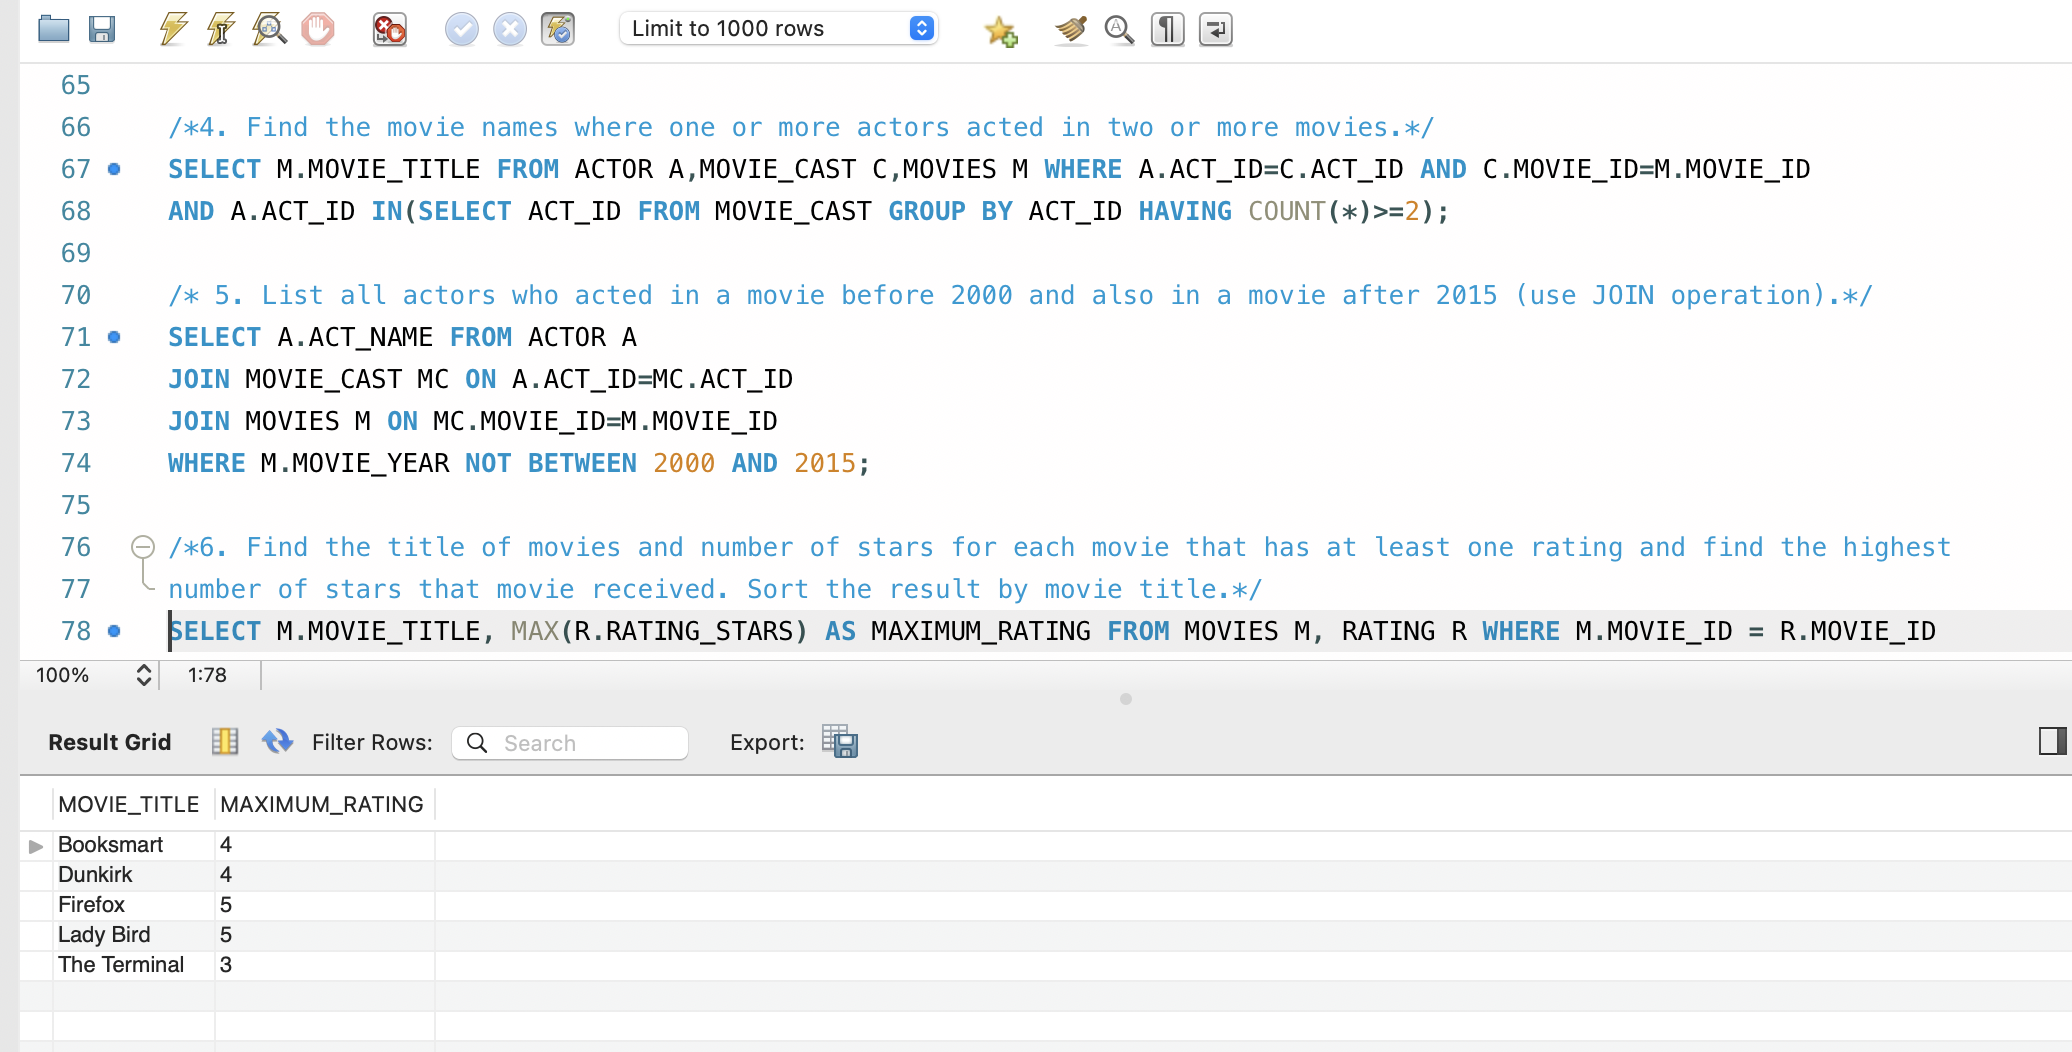 Limit to 1000 rows
65
66 /*4. Find the movie names where one or more actors acted in two or more movies.*/
67 SELECT M.MOVIE_TITLE FROM ACTOR A,MOVIE_CAST C,MOVIES M WHERE A.ACT_ID=C.ACT_ID AND C.MOVIE_ID=M.MOVIE_ID
68 AND A.ACT_ID IN(SELECT ACT_ID FROM MOVIE_CAST GROUP BY ACT_ID HAVING COUNT(*)>=2);
69
70 /* 5. List all actors who acted in a movie before 2000 and also in a movie after 2015 (use JOIN operation).*/
71 SELECT A.ACT_NAME FROM ACTOR A
72 JOIN MOVIE_CAST MC ON A.ACT_ID=MC.ACT_ID
73 JOIN MOVIES M ON MC.MOVIE_ID=M.MOVIE_ID
74 WHERE M.MOVIE_YEAR NOT BETWEEN 2000 AND 2015;
75
76 /*6. Find the title of movies and number of stars for each movie that has at least one rating and find the highest
77 number of stars that movie received. Sort the result by movie title.*/
78 SELECT M.MOVIE_TITLE, MAX(R.RATING_STARS) AS MAXIMUM_RATING FROM MOVIES M, RATING R WHERE M.MOVIE_ID = R.MOVIE_ID
100% 1:78
Result Grid Filter Rows: Search Export:
MOVIE_TITLE MAXIMUM_RATING
Booksmart 4
Dunkirk 4
Firefox 5
Lady Bird 5
The Terminal 3